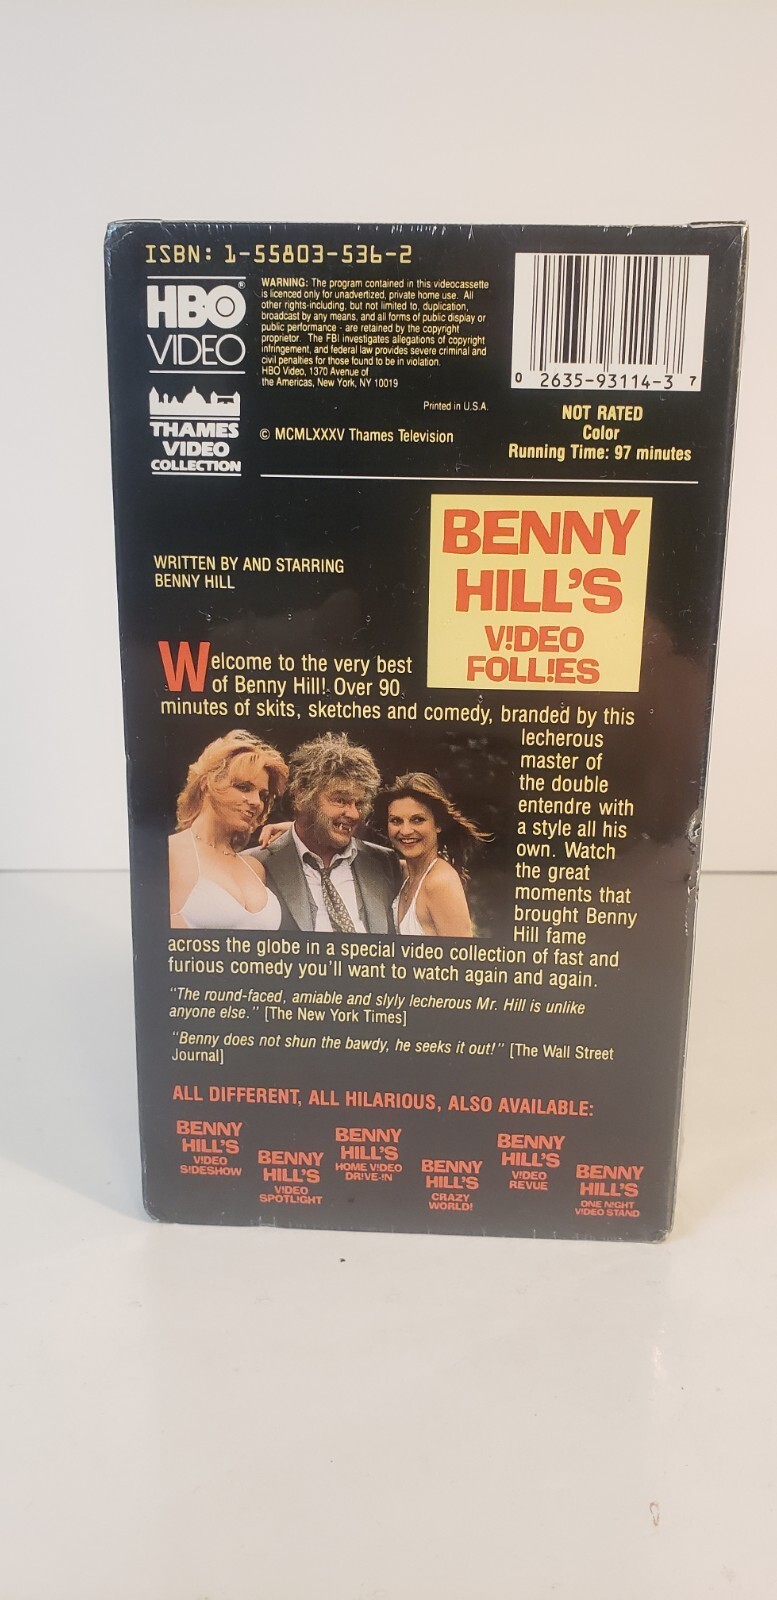 ISBN: 1-55803-536-2
HBO®
VIDEO
THAMES
VIDEO
COLLECTION
WARNING: The program contained in this videocassette
is licenced only for unadvertized, private home use. All
other rights-including, but not limited to, duplication,
broadcast by any means, and all forms of public display or
public performance - are retained by the copyright
proprietor. The FBI investigates allegations of copyright
infringement, and federal law provides severe criminal and
civil penalties for those found to be in violation.
HBO Video, 1370 Avenue of
the Americas, New York, NY 10019
Printed in U.S.A.
© MCMLXXXV Thames Television
0 2635-93114-3 7
NOT RATED
Color
Running Time: 97 minutes
WRITTEN BY AND STARRING
BENNY HILL
BENNY
HILL'S
V!DEO
FOLL!ES
Welcome to the very best
of Benny Hill! Over 90
minutes of skits, sketches and comedy, branded by this
lecherous
master of
the double
entendre with
a style all his
own. Watch
the great
moments that
brought Benny
Hill fame
across the globe in a special video collection of fast and
furious comedy you'll want to watch again and again.
"The round-faced, amiable and slyly lecherous Mr. Hill is unlike
anyone else." [The New York Times]
"Benny does not shun the bawdy, he seeks it out!" [The Wall Street
Journal]
ALL DIFFERENT, ALL HILARIOUS, ALSO AVAILABLE:
BENNY
HILL'S
V!DEO
S!DESHOW
BENNY
HILL'S
V!DEO
SPOTL!GHT
BENNY
HILL'S
HOME V!DEO
DR!VE-!N
BENNY
HILL'S
CRAZY
WORLD!
BENNY
HILL'S
V!DEO
REVUE
BENNY
HILL'S
ONE N!GHT
V!DEO STAND